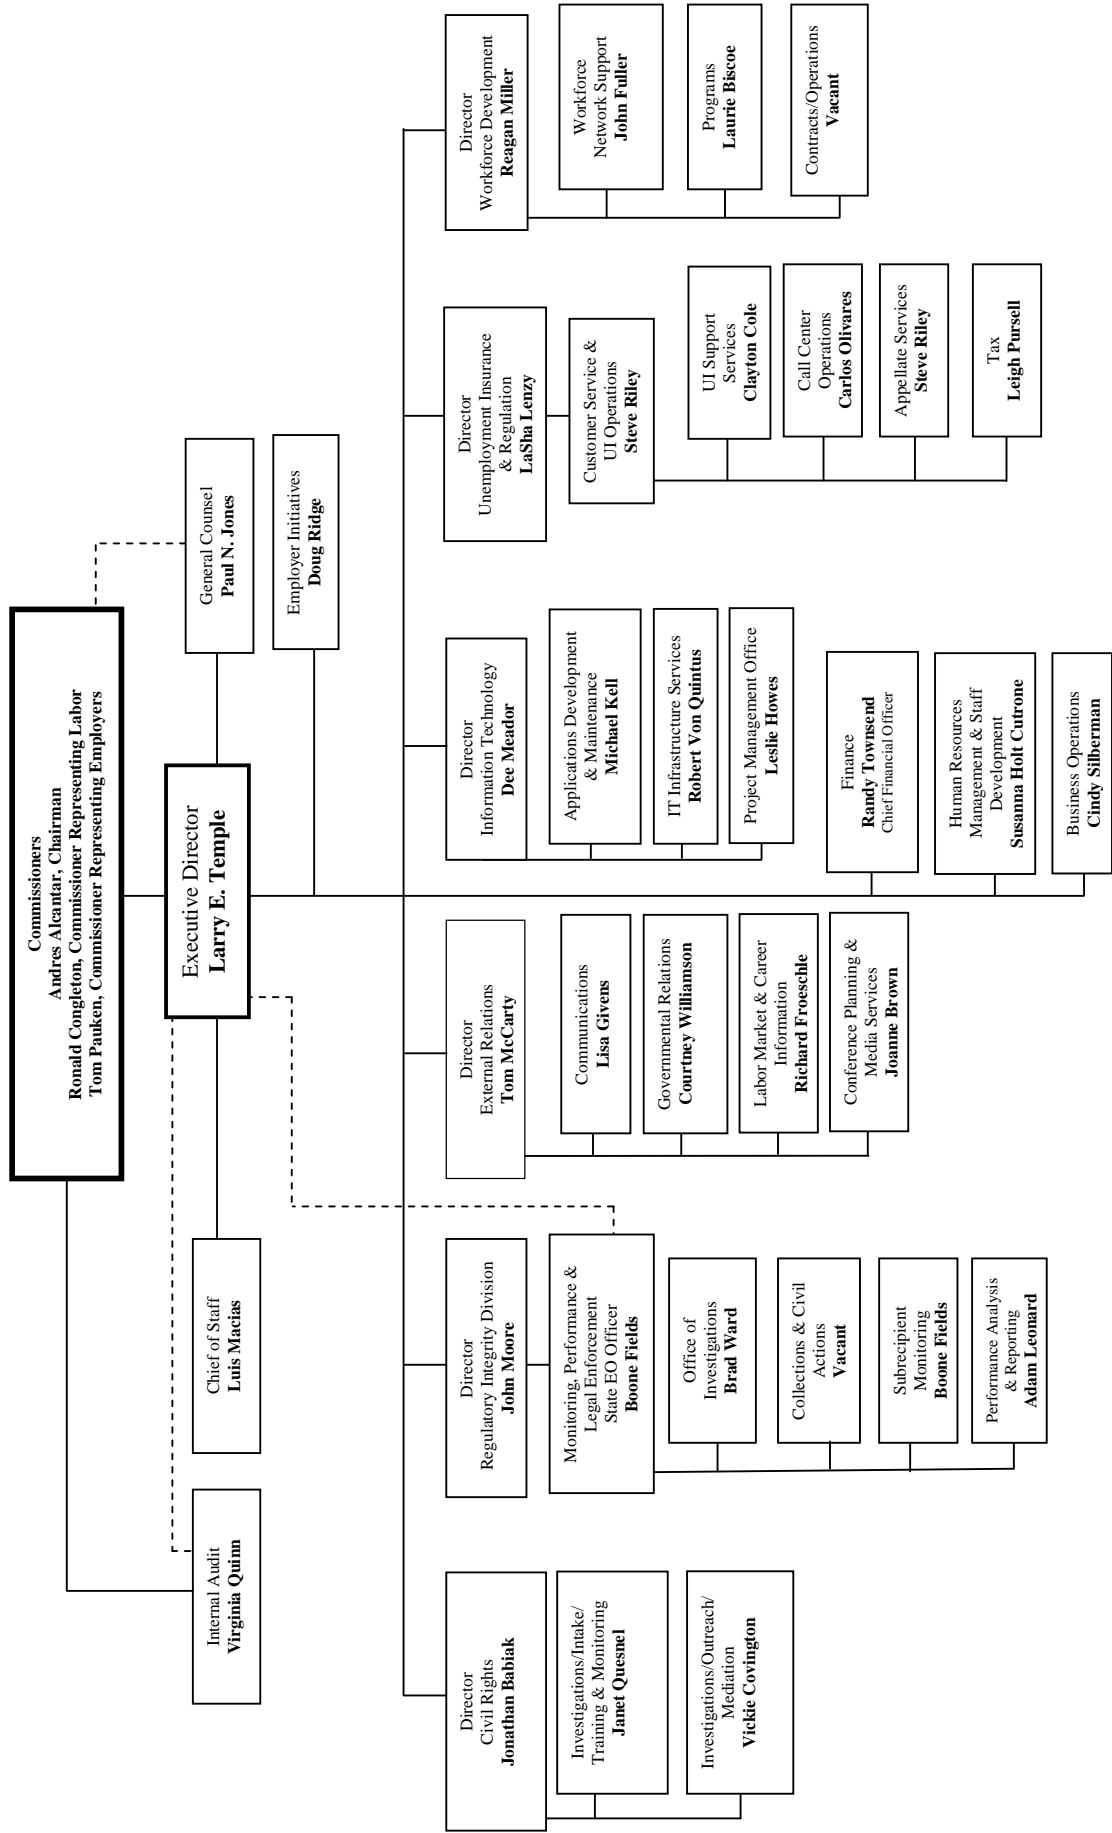 Commissioners
Andres Alcantar, Chairman
Ronald Congleton, Commissioner Representing Labor
Tom Pauken, Commissioner Representing Employers
Executive Director
Larry E. Temple
Internal Audit
Virginia Quinn
Chief of Staff
Luis Macias
General Counsel
Paul N. Jones
Employer Initiatives
Doug Ridge
Director
Civil Rights
Jonathan Babiak
Investigations/Intake/
Training & Monitoring
Janet Quesnel
Investigations/Outreach/
Mediation
Vickie Covington
Director
Regulatory Integrity Division
John Moore
Monitoring, Performance &
Legal Enforcement
State EO Officer
Boone Fields
Office of
Investigations
Brad Ward
Collections & Civil
Actions
Vacant
Subrecipient
Monitoring
Boone Fields
Performance Analysis
& Reporting
Adam Leonard
Director
External Relations
Tom McCarty
Communications
Lisa Givens
Governmental Relations
Courtney Williamson
Labor Market & Career
Information
Richard Froeschle
Conference Planning &
Media Services
Joanne Brown
Director
Information Technology
Dee Meador
Applications Development
& Maintenance
Michael Kell
IT Infrastructure Services
Robert Von Quintus
Project Management Office
Leslie Howes
Finance
Randy Townsend
Chief Financial Officer
Human Resources
Management & Staff
Development
Susanna Holt Cutrone
Business Operations
Cindy Silberman
Director
Unemployment Insurance
& Regulation
LaSha Lenzy
Customer Service &
UI Operations
Steve Riley
UI Support
Services
Clayton Cole
Call Center
Operations
Carlos Olivares
Appellate Services
Steve Riley
Tax
Leigh Pursell
Director
Workforce Development
Reagan Miller
Workforce
Network Support
John Fuller
Programs
Laurie Biscoe
Contracts/Operations
Vacant